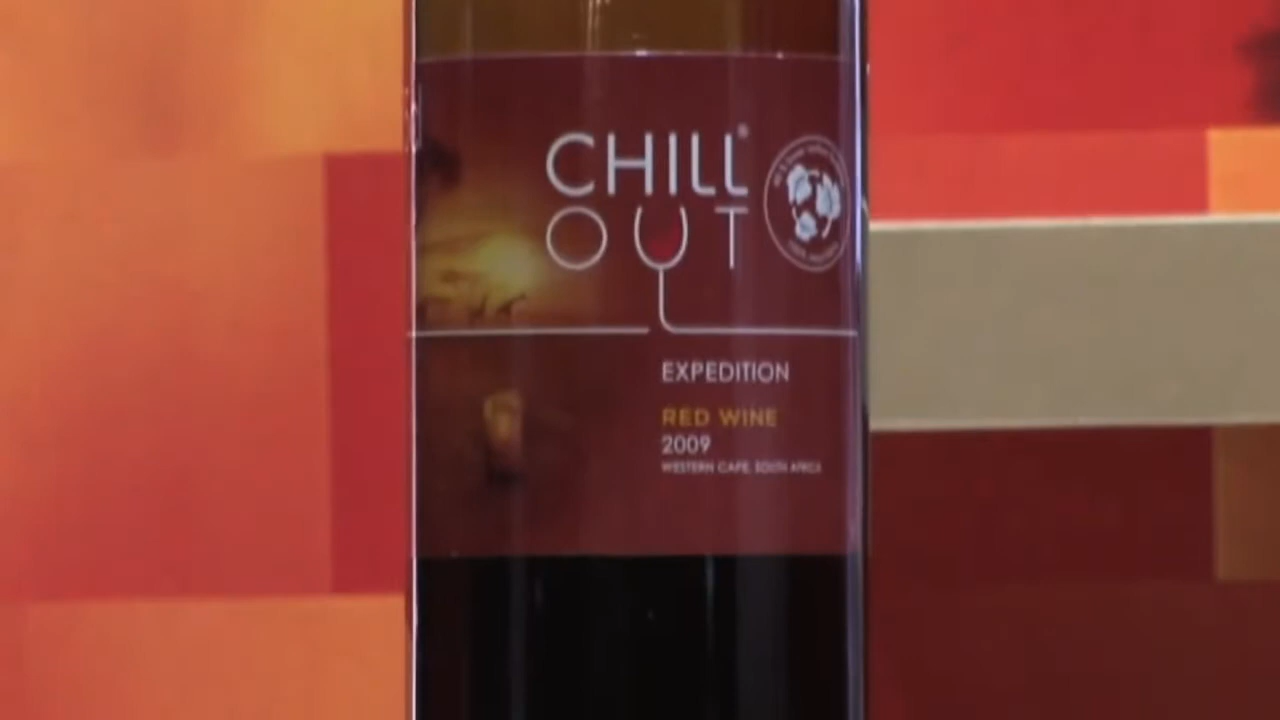 CHILL®
OUT
EXPEDITION
RED WINE
2009
WESTERN CAPE, SOUTH AFRICA